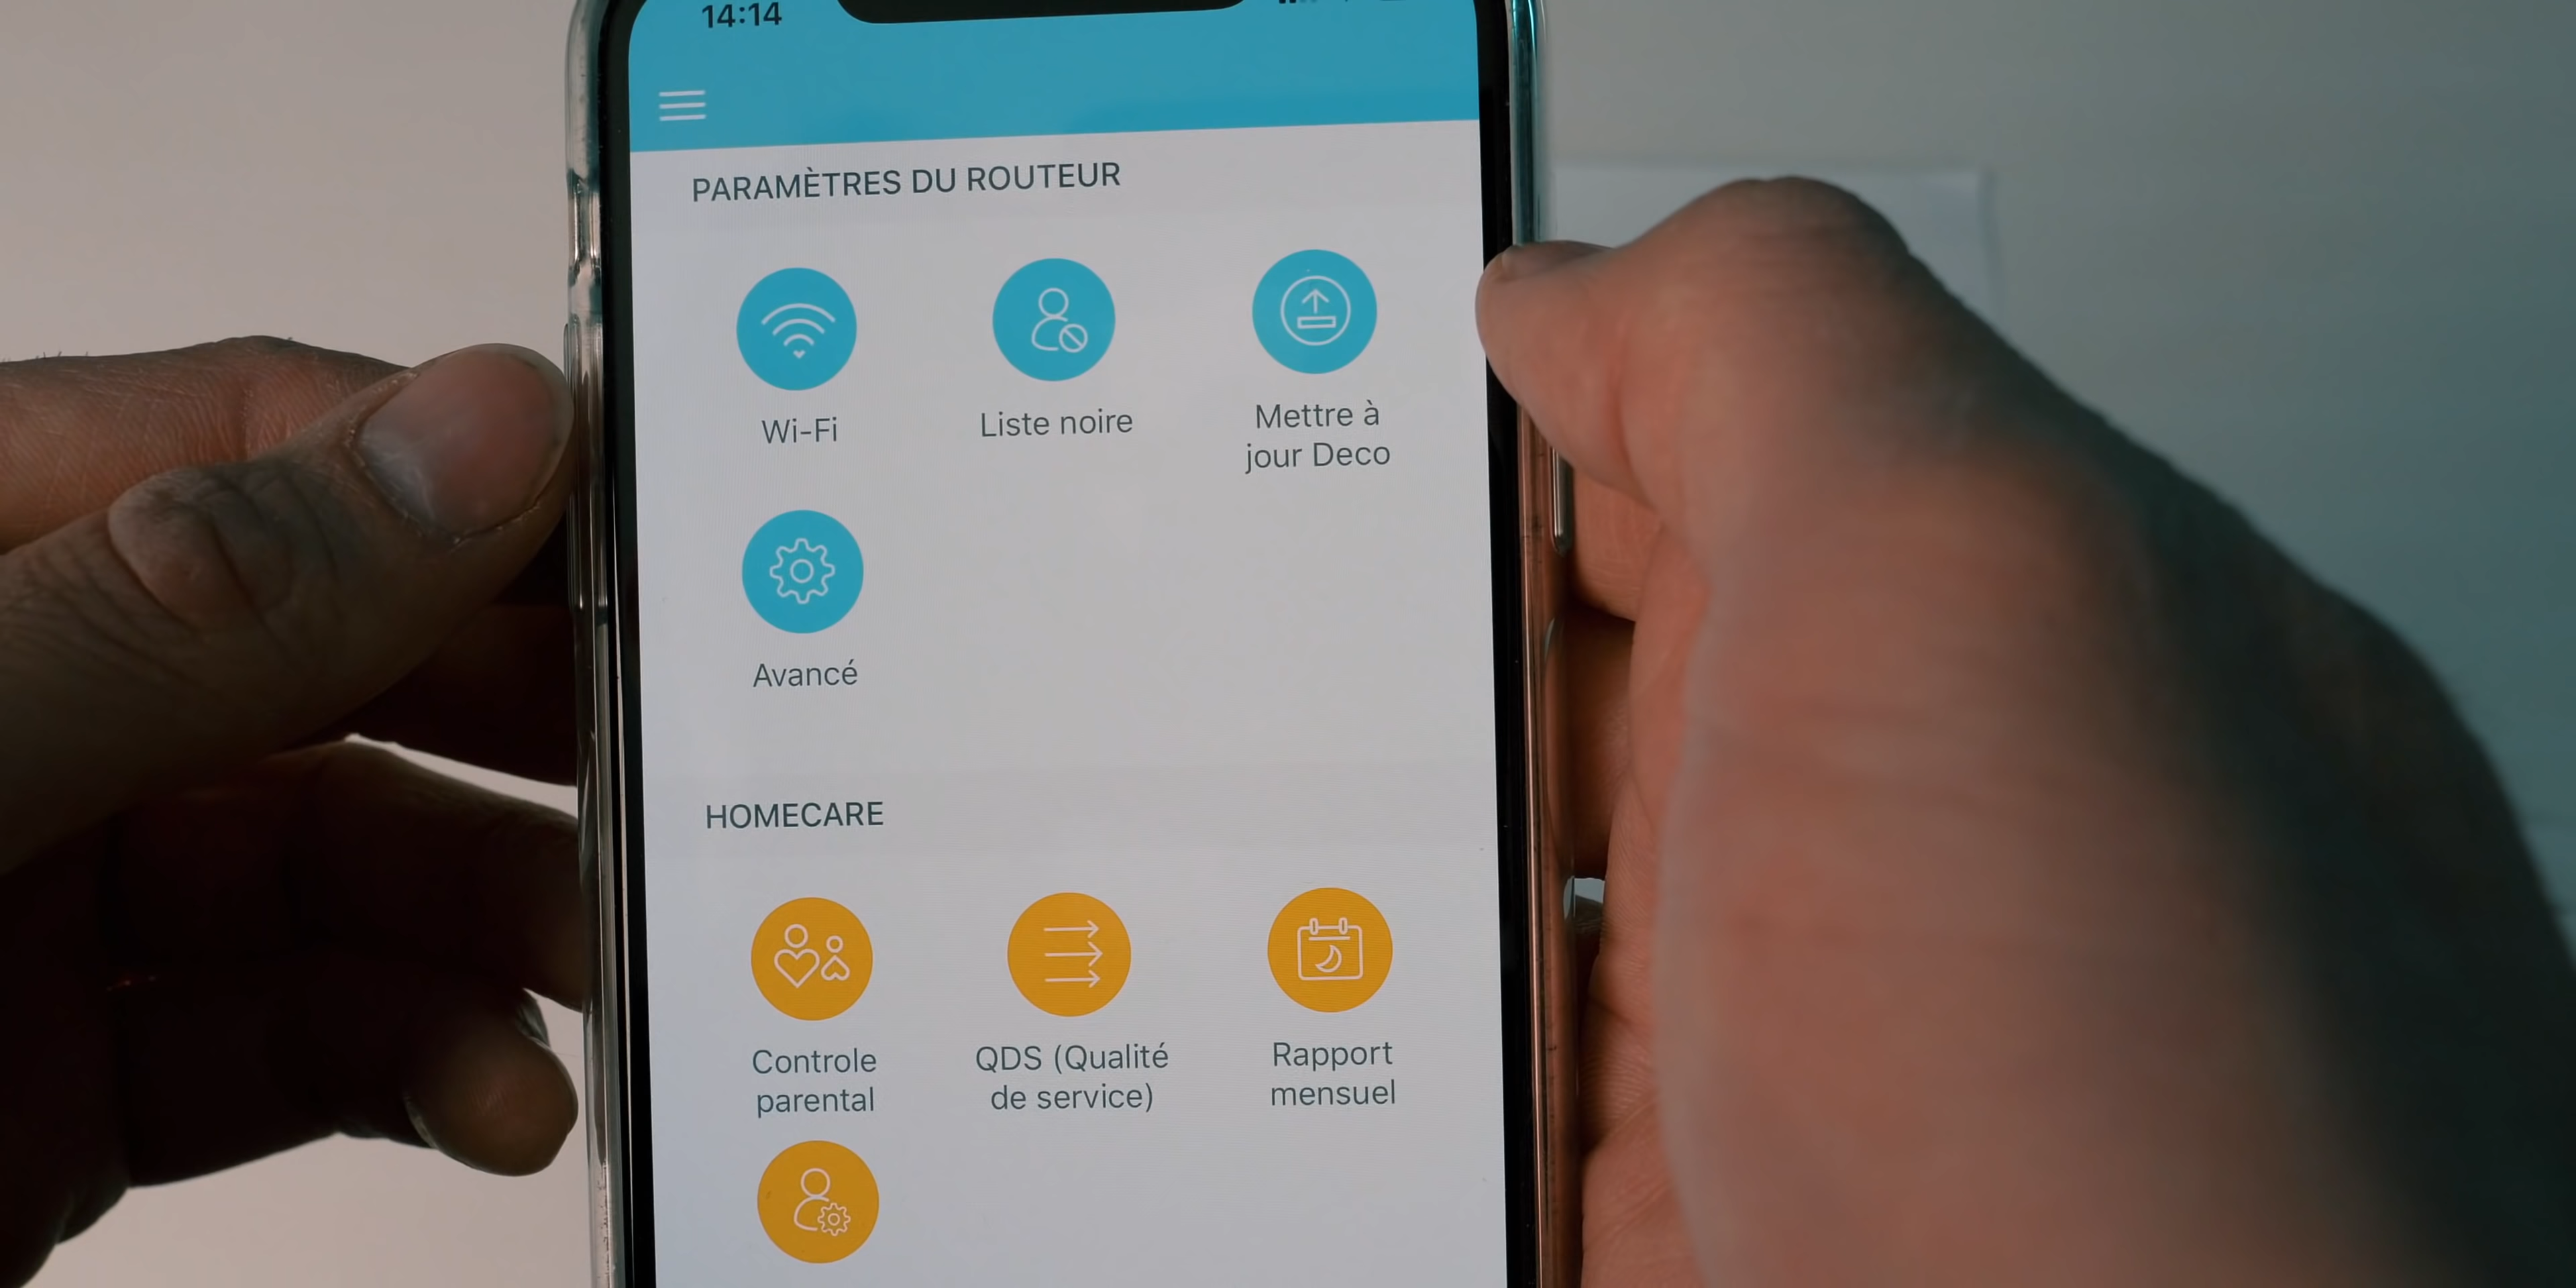 14:14
PARAMÈTRES DU ROUTEUR
Wi-Fi
Liste noire
Mettre à
jour Deco
Avancé
HOMECARE
Controle
parental
QDS (Qualité
de service)
Rapport
mensuel